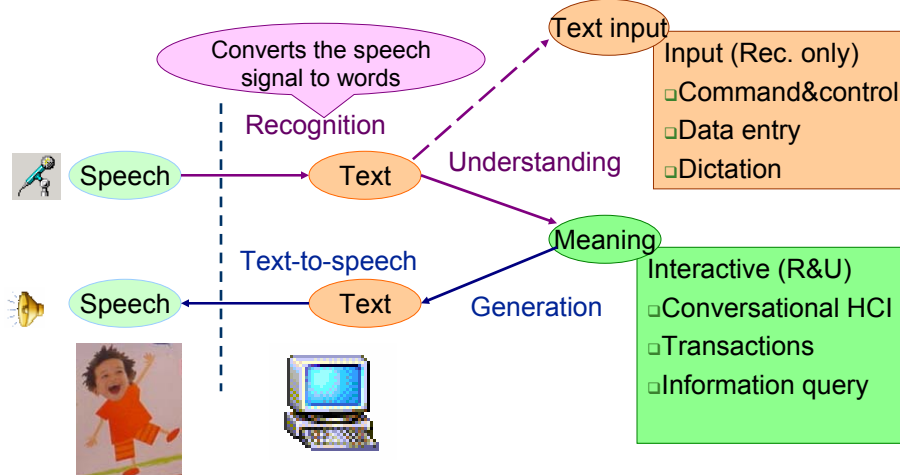 Text input
Converts the speech
signal to words
Input (Rec. only)
Command&control
Data entry
Dictation
Recognition
Understanding
Speech
Text
Meaning
Text-to-speech
Interactive (R&U)
Conversational HCI
Transactions
Information query
Speech
Text
Generation